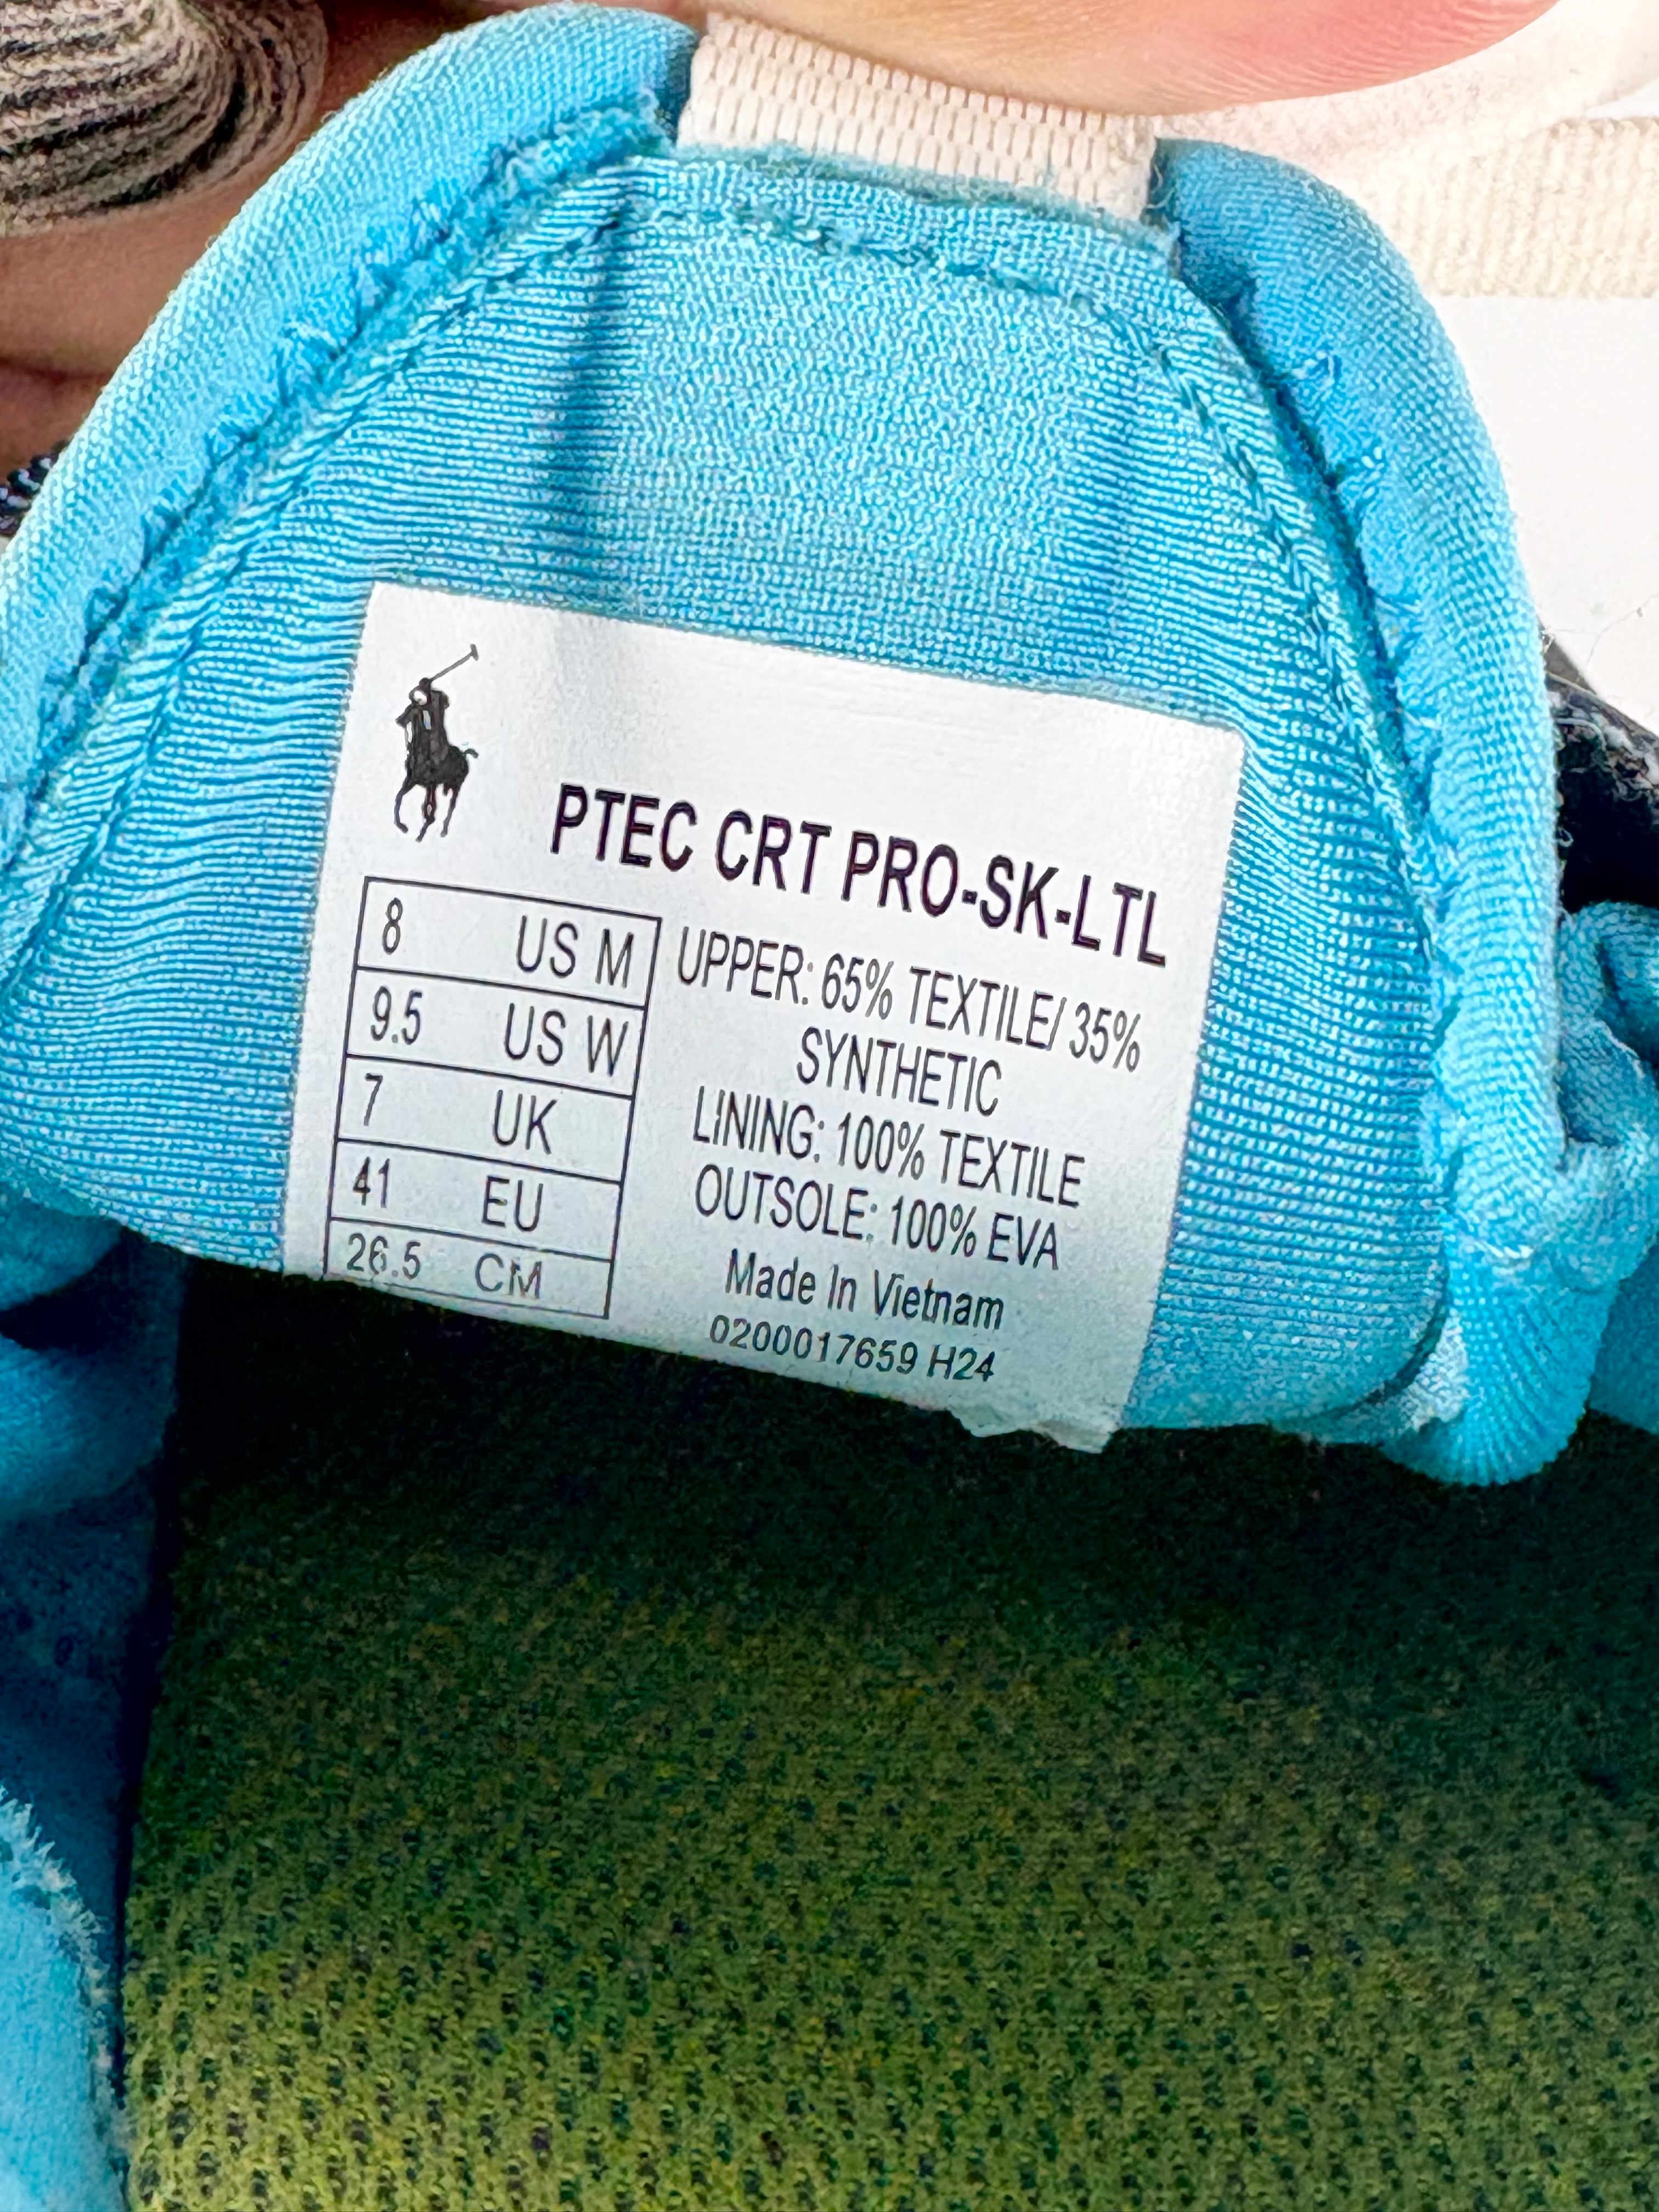 PTEC CRT PRO-SK-LTL
8 US M
9.5 US W
7 UK
41 EU
26.5 CM
UPPER: 65% TEXTILE/ 35%
SYNTHETIC
LINING: 100% TEXTILE
OUTSOLE: 100% EVA
Made In Vietnam
0200017659 H24